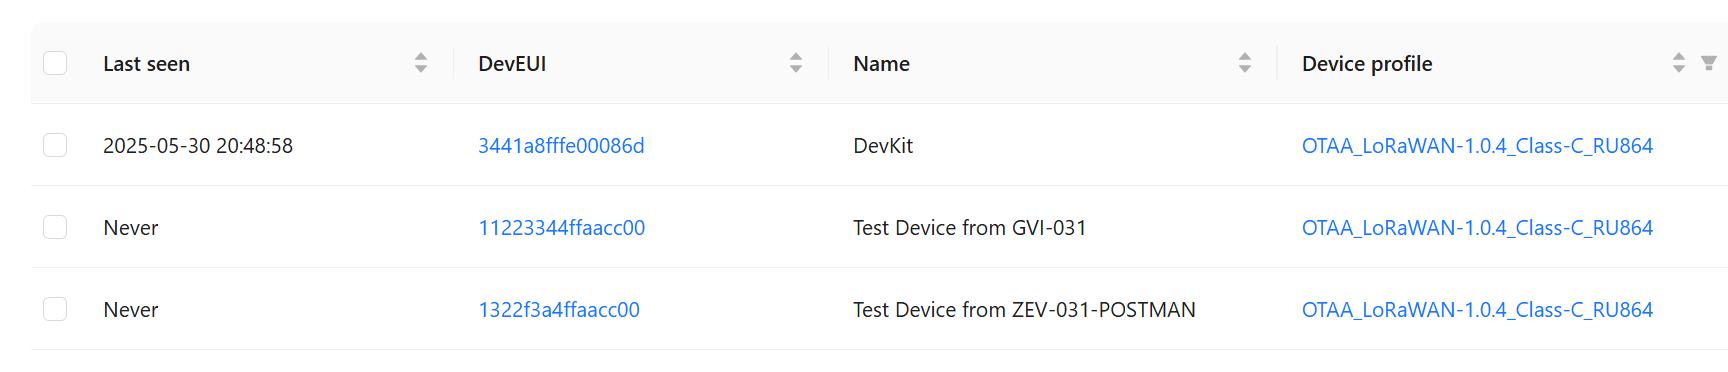 Last seen DevEUI Name Device profile
2025-05-30 20:48:58 3441a8fffe00086d DevKit OTAA_LoRaWAN-1.0.4_Class-C_RU864
Never 11223344ffaacc00 Test Device from GVI-031 OTAA_LoRaWAN-1.0.4_Class-C_RU864
Never 1322f3a4ffaacc00 Test Device from ZEV-031-POSTMAN OTAA_LoRaWAN-1.0.4_Class-C_RU864